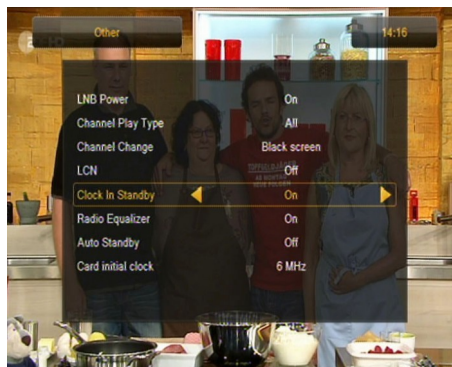 Other
14:16
LNB Power On
Channel Play Type All
Channel Change Black screen
LCN Off
Clock In Standby On
Radio Equalizer On
Auto Standby Off
Card initial clock 6 MHz
TOPFGELDJÄGER